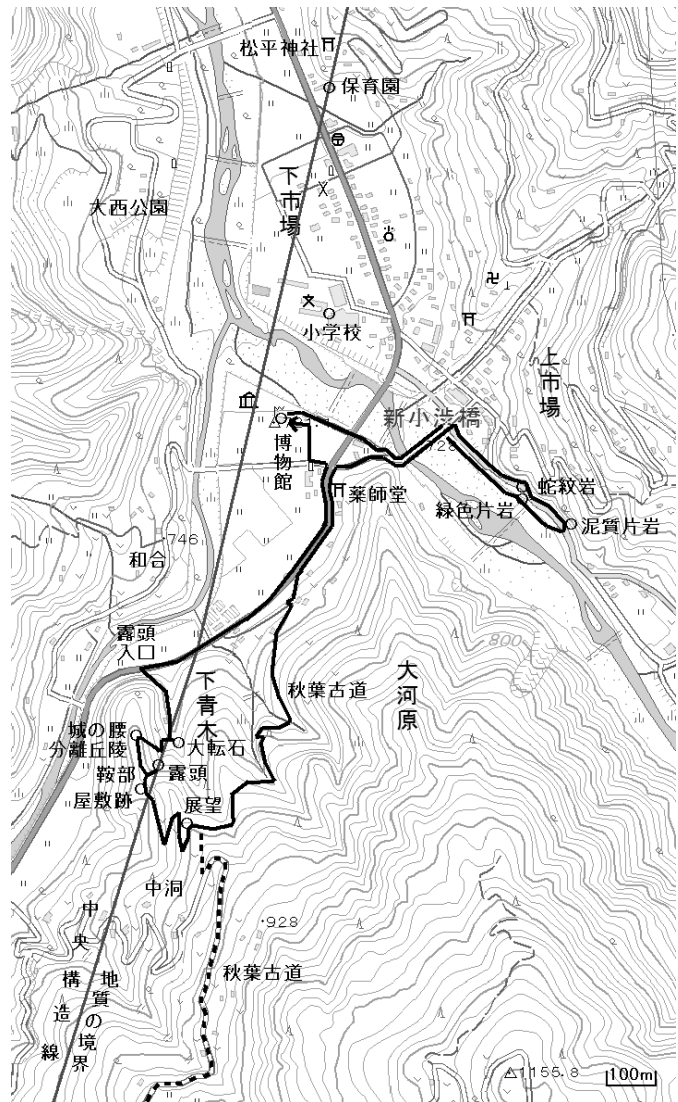 松平神社
保育園
下市場
大西公園
小学校
上市場
新小渋橋
博物館
蛇紋岩
緑色片岩
泥質片岩
薬師堂
746
和合
800
露頭
入口
下青木
秋葉古道
大河原
城の腰
分離丘陵
大転石
鞍部
露頭
屋敷跡
展望
中洞
928
中央構造線
地質の境界
秋葉古道
1155.8
100m